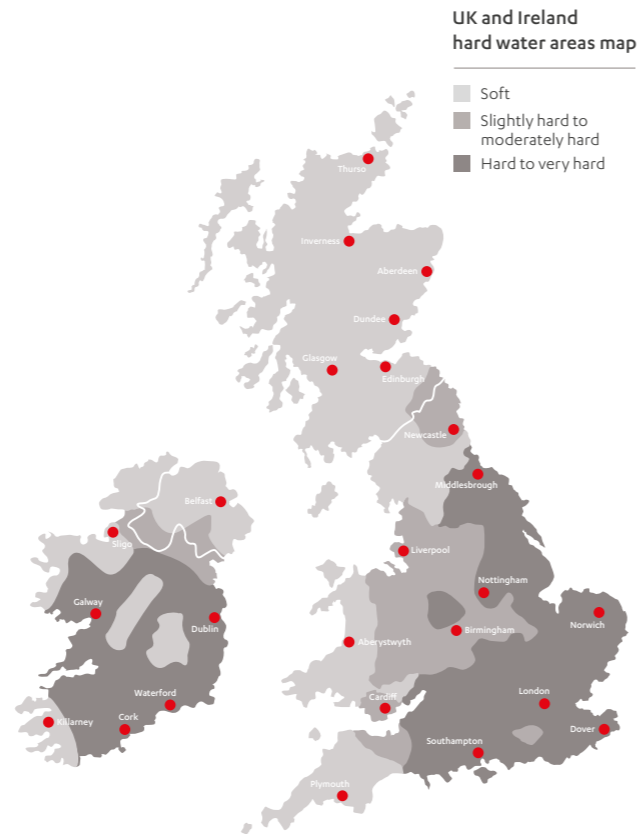 UK and Ireland
hard water areas map
Soft
Slightly hard to
moderately hard
Hard to very hard
Thurso
Inverness
Aberdeen
Dundee
Glasgow
Edinburgh
Newcastle
Middlesbrough
Belfast
Sligo
Liverpool
Nottingham
Galway
Norwich
Dublin
Birmingham
Aberystwyth
Waterford
Cardiff
London
Killarney
Cork
Dover
Southampton
Plymouth